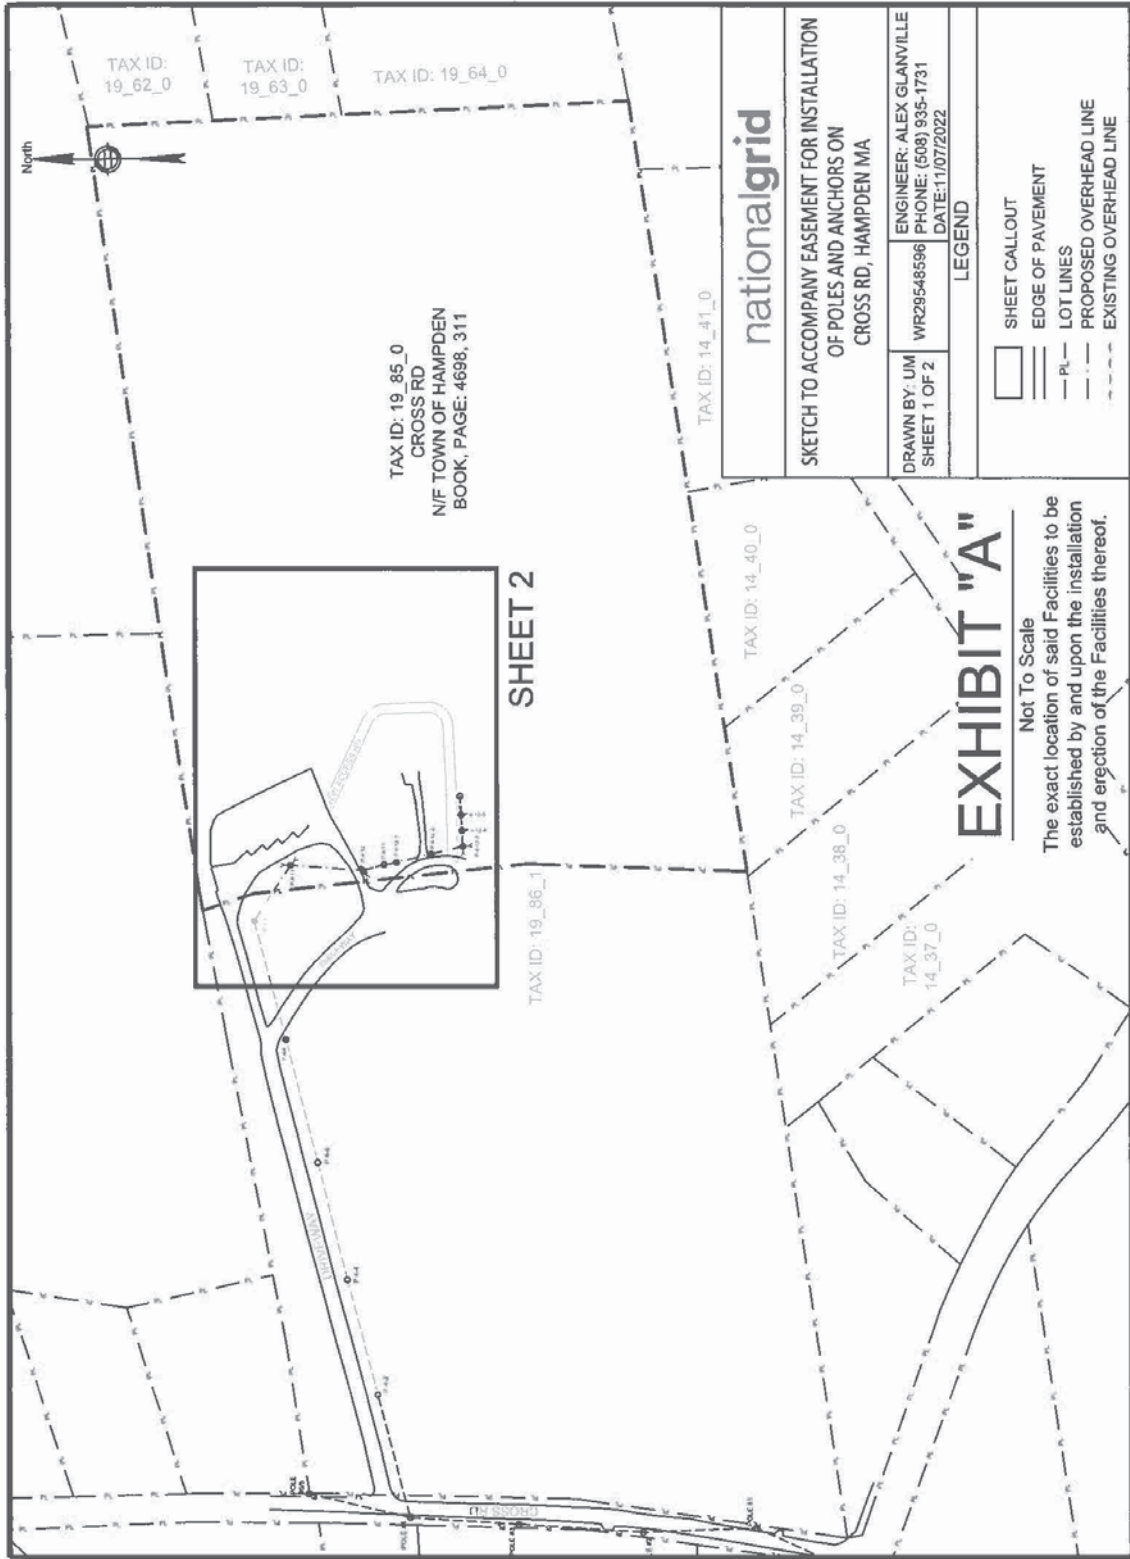 North
TAX ID:
19_62_0
TAX ID:
19_63_0
TAX ID: 19_64_0
TAX ID: 19_85_0
CROSS RD
N/F TOWN OF HAMPDEN
BOOK, PAGE: 4698, 311
SHEET 2
DRIVEWAY
DRIVEWAY
CROSS RD
TAX ID: 19_86_1
TAX ID: 14_41_0
TAX ID: 14_40_0
TAX ID: 14_39_0
TAX ID: 14_38_0
TAX ID:
14_37_0
EXHIBIT "A"
Not To Scale
The exact location of said Facilities to be
established by and upon the installation
and erection of the Facilities thereof.
nationalgrid
SKETCH TO ACCOMPANY EASEMENT FOR INSTALLATION
OF POLES AND ANCHORS ON
CROSS RD, HAMPDEN MA
DRAWN BY: UM
SHEET 1 OF 2
WR29548596
ENGINEER: ALEX GLANVILLE
PHONE: (508) 935-1731
DATE:11/07/2022
LEGEND
SHEET CALLOUT
EDGE OF PAVEMENT
PL
LOT LINES
PROPOSED OVERHEAD LINE
EXISTING OVERHEAD LINE